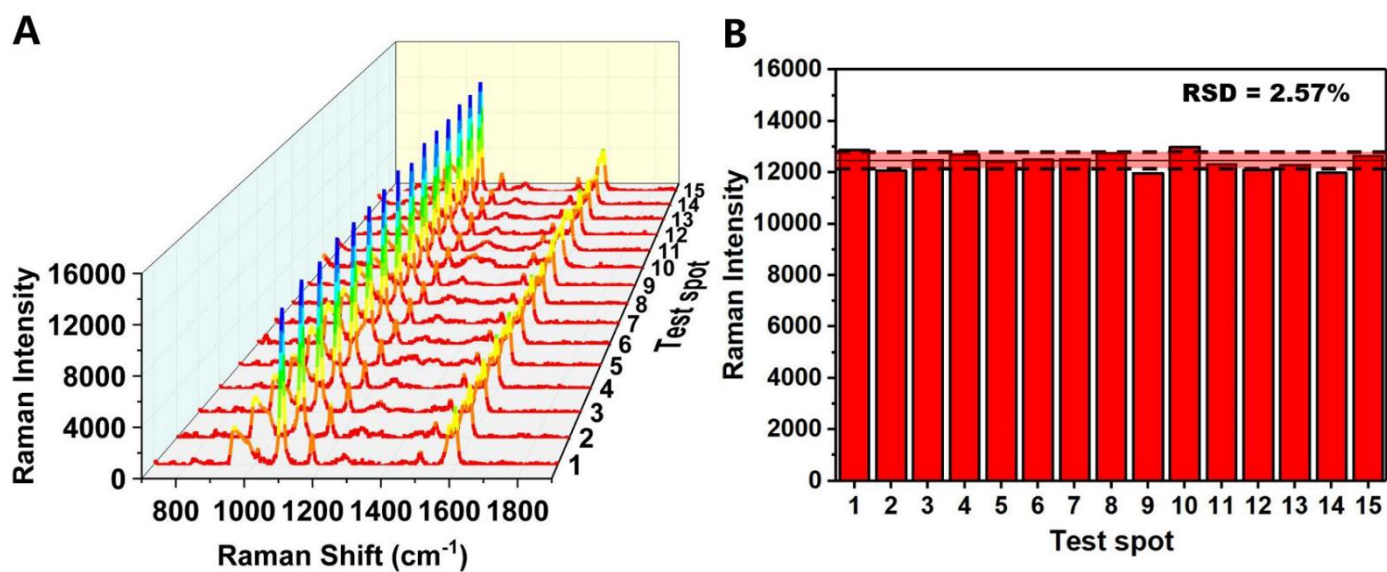 A
16000
12000
8000
4000
0
Raman Intensity
800 1000 1200 1400 1600 1800
Raman Shift (cm⁻¹)
1
2
3
4
5
6
7
8
9
10
11
12
13
14
15
Test spot
B
RSD = 2.57%
16000
14000
12000
10000
8000
6000
4000
2000
0
Raman Intensity
1 2 3 4 5 6 7 8 9 10 11 12 13 14 15
Test spot